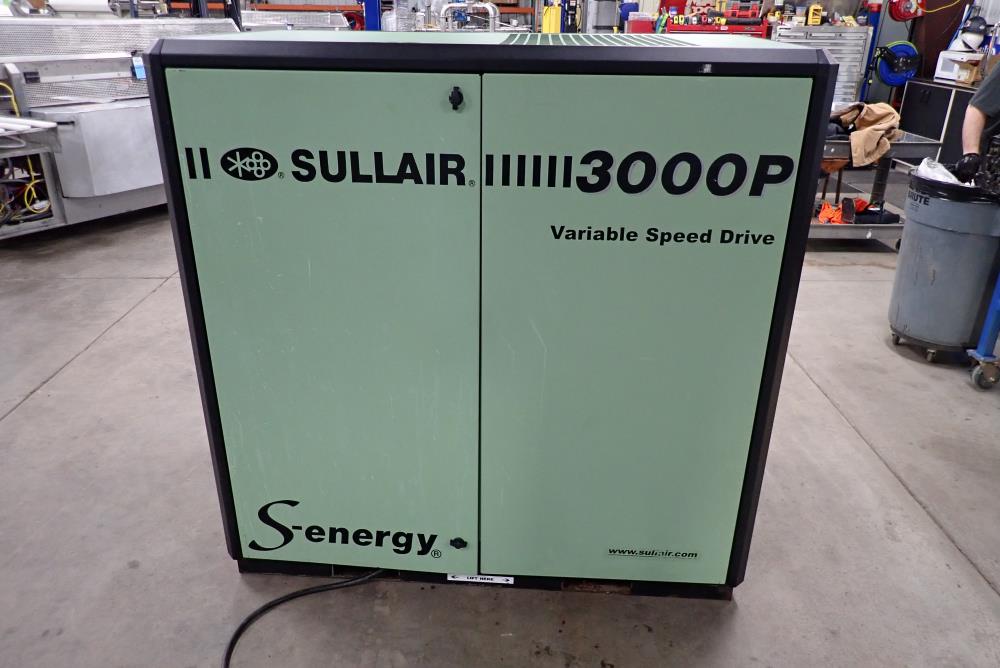 SULLAIR®
3000P
Variable Speed Drive
S-energy®
www.sullair.com
LIFT HERE